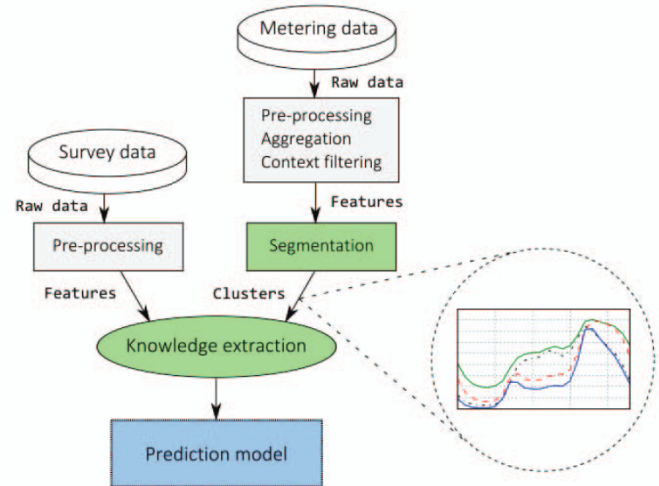 Metering data
Raw data
Pre-processing
Aggregation
Context filtering
Survey data
Raw data
Features
Pre-processing
Segmentation
Features
Clusters
Knowledge extraction
Prediction model